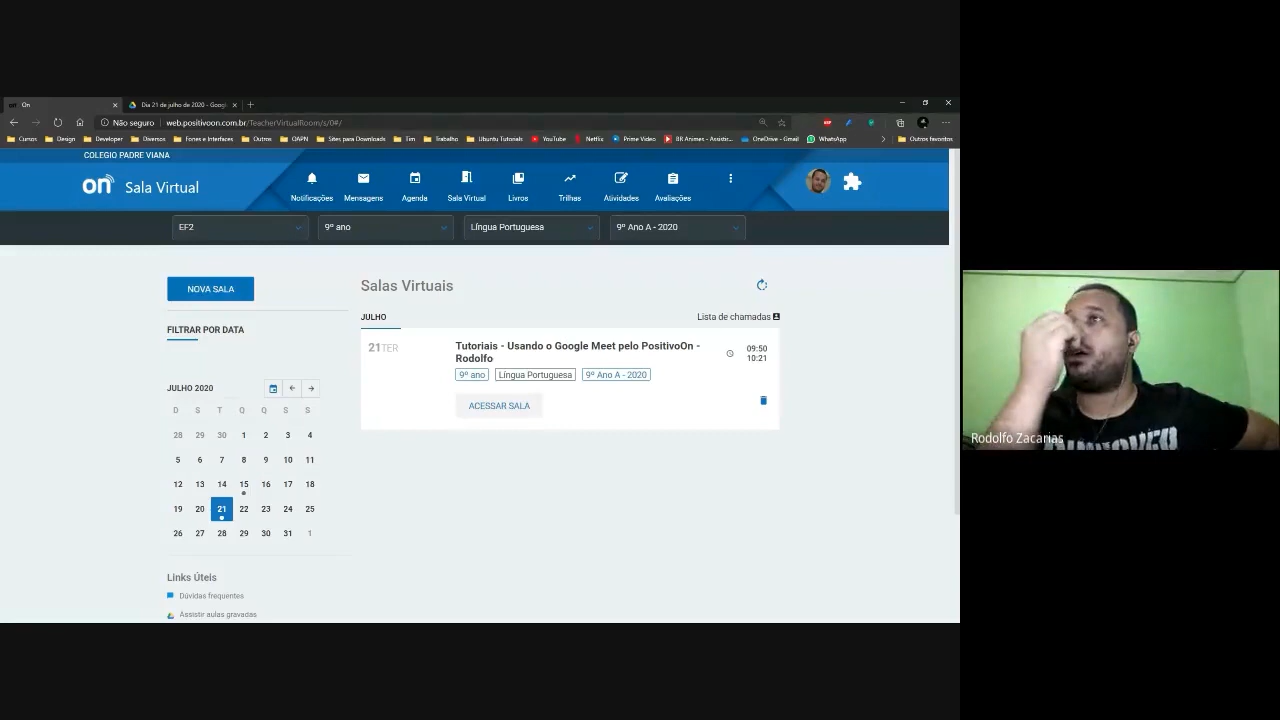 On
Dia 21 de julho de 2020 - Googl
Não seguro
web.positivoon.com.br/TeacherVirtualRoom/s/0#/
Cursos Design Developer Diversos Fones e Interfaces Outros OAPN Sites para Downloads Tim Trabalho Ubuntu Tutorials YouTube Netflix Prime Video BR Animes - Assistir... OneDrive - Gmail WhatsApp Outros favoritos
COLEGIO PADRE VIANA
on Sala Virtual
Notificações Mensagens Agenda Sala Virtual Livros Trilhas Atividades Avaliações
EF2 9º ano Língua Portuguesa 9º Ano A - 2020
NOVA SALA
Salas Virtuais
JULHO Lista de chamadas
FILTRAR POR DATA
21TER
Tutoriais - Usando o Google Meet pelo PositivoOn -
Rodolfo
09:50
10:21
9º ano Língua Portuguesa 9º Ano A - 2020
ACESSAR SALA
JULHO 2020
D S T Q Q S S
28 29 30 1 2 3 4
5 6 7 8 9 10 11
12 13 14 15 16 17 18
19 20 21 22 23 24 25
26 27 28 29 30 31 1
Links Úteis
Dúvidas frequentes
Assistir aulas gravadas
Rodolfo Zacarias